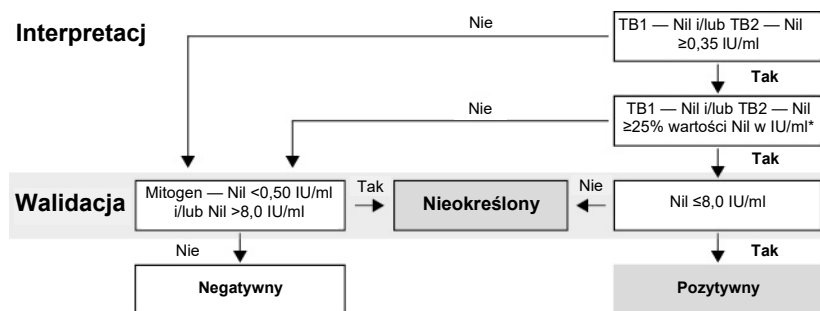 Interpretacj
Nie
TB1 — Nil i/lub TB2 — Nil
≥0,35 IU/ml
Tak
Nie
TB1 — Nil i/lub TB2 — Nil
≥25% wartości Nil w IU/ml*
Tak
Walidacja
Mitogen — Nil <0,50 IU/ml
i/lub Nil >8,0 IU/ml
Tak
Nieokreślony
Nie
Nil ≤8,0 IU/ml
Nie
Tak
Negatywny
Pozytywny